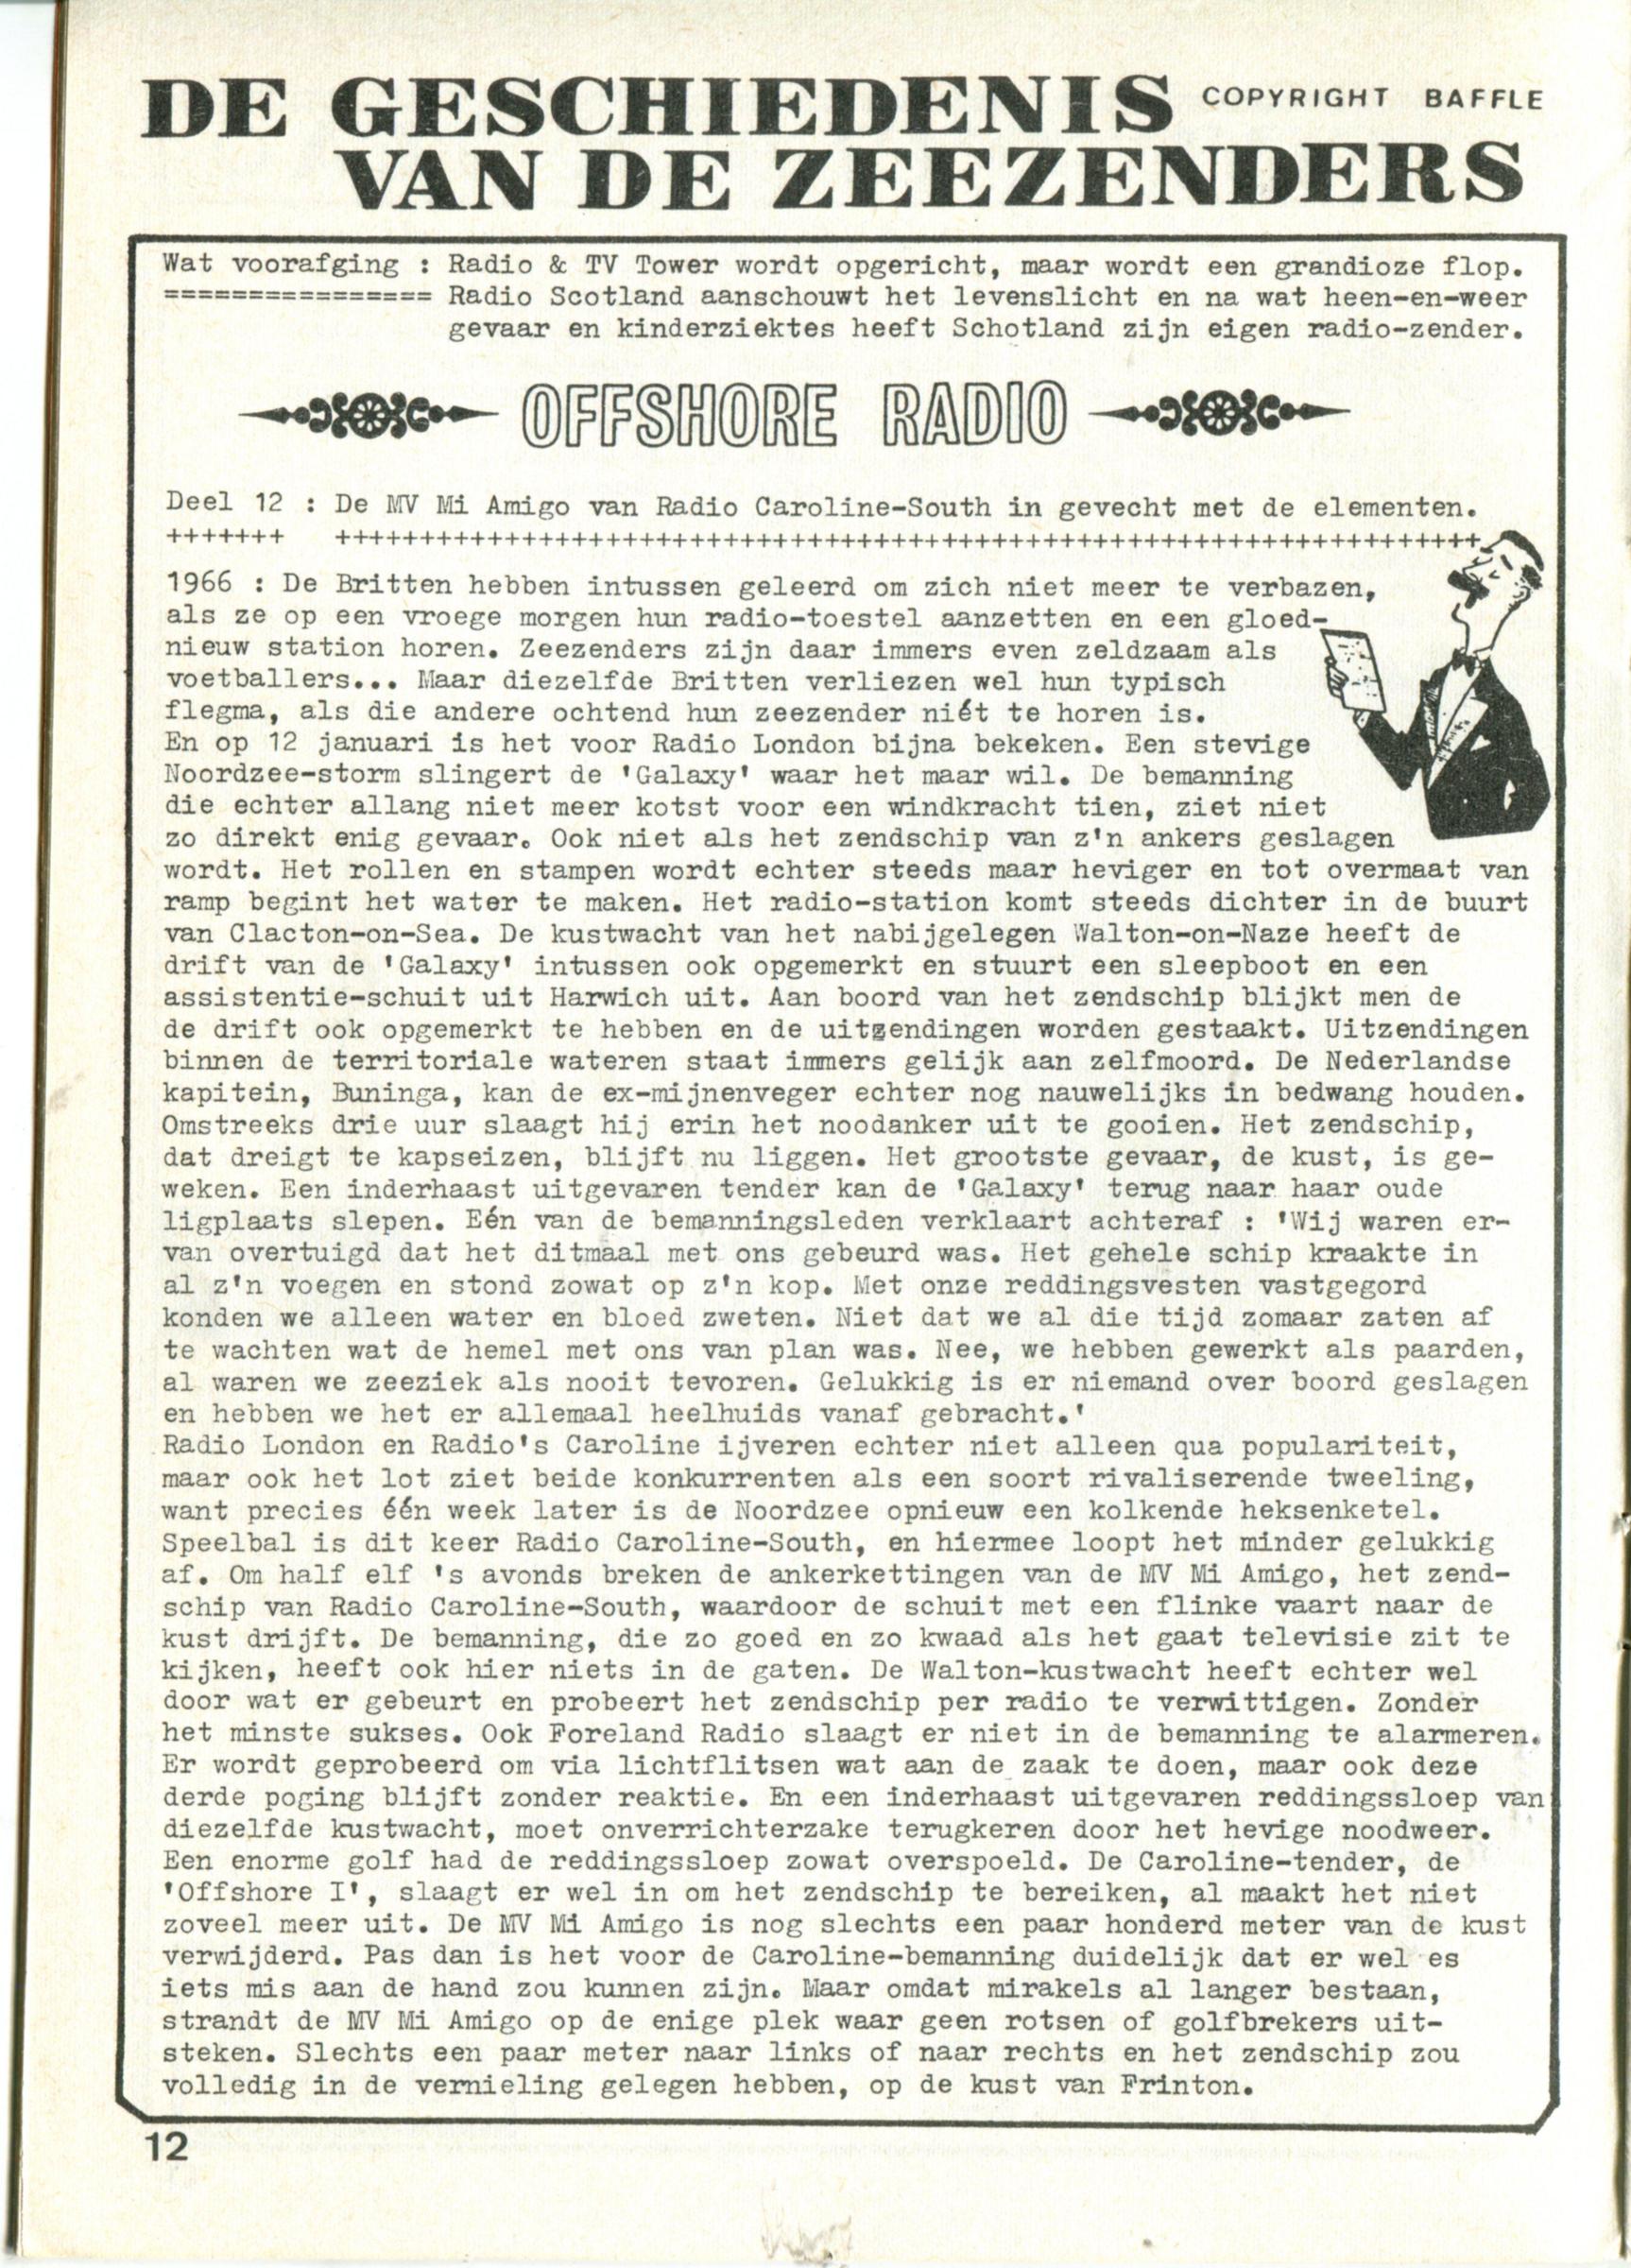 DE GESCHIEDENIS COPYRIGHT BAFFLE
VAN DE ZEEZENDERS
Wat voorafging : Radio & TV Tower wordt opgericht, maar wordt een grandioze flop.
================ Radio Scotland aanschouwt het levenslicht en na wat heen-en-weer
gevaar en kinderziektes heeft Schotland zijn eigen radio-zender.
OFFSHORE RADIO
Deel 12 : De MV Mi Amigo van Radio Caroline-South in gevecht met de elementen.
+++++++ ++++++++++++++++++++++++++++++++++++++++++++++++++++++++++++++++++++
1966 : De Britten hebben intussen geleerd om zich niet meer te verbazen,
als ze op een vroege morgen hun radio-toestel aanzetten en een gloed-
nieuw station horen. Zeezenders zijn daar immers even zeldzaam als
voetballers... Maar diezelfde Britten verliezen wel hun typisch
flegma, als die andere ochtend hun zeezender niét te horen is.
En op 12 januari is het voor Radio London bijna bekeken. Een stevige
Noordzee-storm slingert de 'Galaxy' waar het maar wil. De bemanning
die echter allang niet meer kotst voor een windkracht tien, ziet niet
zo direkt enig gevaar. Ook niet als het zendschip van z'n ankers geslagen
wordt. Het rollen en stampen wordt echter steeds maar heviger en tot overmaat van
ramp begint het water te maken. Het radio-station komt steeds dichter in de buurt
van Clacton-on-Sea. De kustwacht van het nabijgelegen Walton-on-Naze heeft de
drift van de 'Galaxy' intussen ook opgemerkt en stuurt een sleepboot en een
assistentie-schuit uit Harwich uit. Aan boord van het zendschip blijkt men de
de drift ook opgemerkt te hebben en de uitzendingen worden gestaakt. Uitzendingen
binnen de territoriale wateren staat immers gelijk aan zelfmoord. De Nederlandse
kapitein, Buninga, kan de ex-mijnenveger echter nog nauwelijks in bedwang houden.
Omstreeks drie uur slaagt hij erin het noodanker uit te gooien. Het zendschip,
dat dreigt te kapseizen, blijft nu liggen. Het grootste gevaar, de kust, is ge-
weken. Een inderhaast uitgevaren tender kan de 'Galaxy' terug naar haar oude
ligplaats slepen. Eén van de bemanningsleden verklaart achteraf : 'Wij waren er-
van overtuigd dat het ditmaal met ons gebeurd was. Het gehele schip kraakte in
al z'n voegen en stond zowat op z'n kop. Met onze reddingsvesten vastgegord
konden we alleen water en bloed zweten. Niet dat we al die tijd zomaar zaten af
te wachten wat de hemel met ons van plan was. Nee, we hebben gewerkt als paarden,
al waren we zeeziek als nooit tevoren. Gelukkig is er niemand over boord geslagen
en hebben we het er allemaal heelhuids vanaf gebracht.'
Radio London en Radio's Caroline ijveren echter niet alleen qua populariteit,
maar ook het lot ziet beide konkurrenten als een soort rivaliserende tweeling,
want precies één week later is de Noordzee opnieuw een kolkende heksenketel.
Speelbal is dit keer Radio Caroline-South, en hiermee loopt het minder gelukkig
af. Om half elf 's avonds breken de ankerkettingen van de MV Mi Amigo, het zend-
schip van Radio Caroline-South, waardoor de schuit met een flinke vaart naar de
kust drijft. De bemanning, die zo goed en zo kwaad als het gaat televisie zit te
kijken, heeft ook hier niets in de gaten. De Walton-kustwacht heeft echter wel
door wat er gebeurt en probeert het zendschip per radio te verwittigen. Zonder
het minste sukses. Ook Foreland Radio slaagt er niet in de bemanning te alarmeren.
Er wordt geprobeerd om via lichtflitsen wat aan de zaak te doen, maar ook deze
derde poging blijft zonder reaktie. En een inderhaast uitgevaren reddingssloep van
diezelfde kustwacht, moet onverrichterzake terugkeren door het hevige noodweer.
Een enorme golf had de reddingssloep zowat overspoeld. De Caroline-tender, de
'Offshore I', slaagt er wel in om het zendschip te bereiken, al maakt het niet
zoveel meer uit. De MV Mi Amigo is nog slechts een paar honderd meter van de kust
verwijderd. Pas dan is het voor de Caroline-bemanning duidelijk dat er wel es
iets mis aan de hand zou kunnen zijn. Maar omdat mirakels al langer bestaan,
strandt de MV Mi Amigo op de enige plek waar geen rotsen of golfbrekers uit-
steken. Slechts een paar meter naar links of naar rechts en het zendschip zou
volledig in de vernieling gelegen hebben, op de kust van Frinton.
12